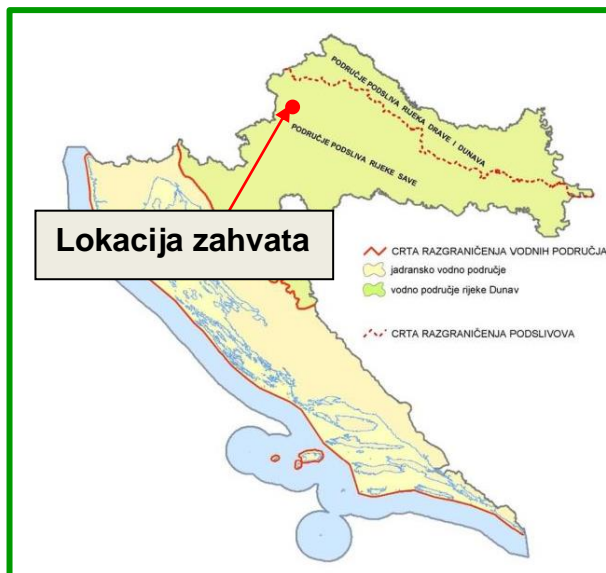 PODRUČJE PODSLIVA RIJEKA DRAVE I DUNAVA
PODRUČJE PODSLIVA RIJEKE SAVE
Lokacija zahvata
CRTA RAZGRANIČENJA VODNIH PODRUČJA
jadransko vodno područje
vodno područje rijeke Dunav
CRTA RAZGRANIČENJA PODSLIVOVA